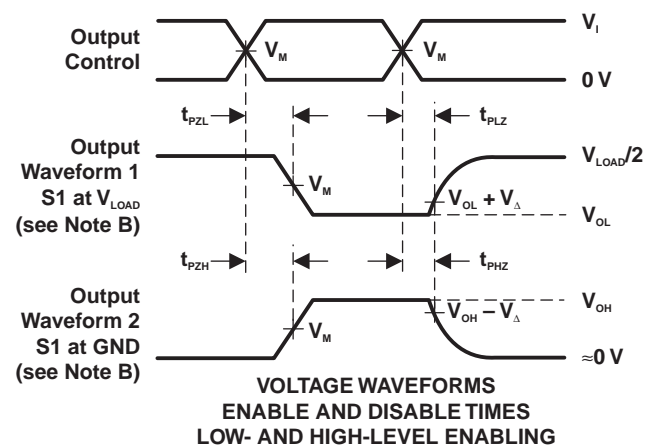 Output
Control
V_M
V_M
V_I
0 V
t_PZL
t_PLZ
Output
Waveform 1
S1 at V_LOAD
(see Note B)
V_M
V_OL + V_Δ
V_LOAD/2
V_OL
t_PZH
t_PHZ
Output
Waveform 2
S1 at GND
(see Note B)
V_M
V_OH – V_Δ
V_OH
≈0 V
VOLTAGE WAVEFORMS
ENABLE AND DISABLE TIMES
LOW- AND HIGH-LEVEL ENABLING